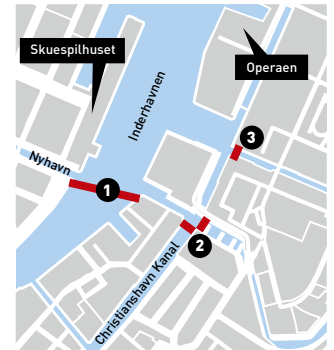 Skuespilhuset
Operaen
Inderhavnen
3
Nyhavn
1
2
Christianshavn Kanal